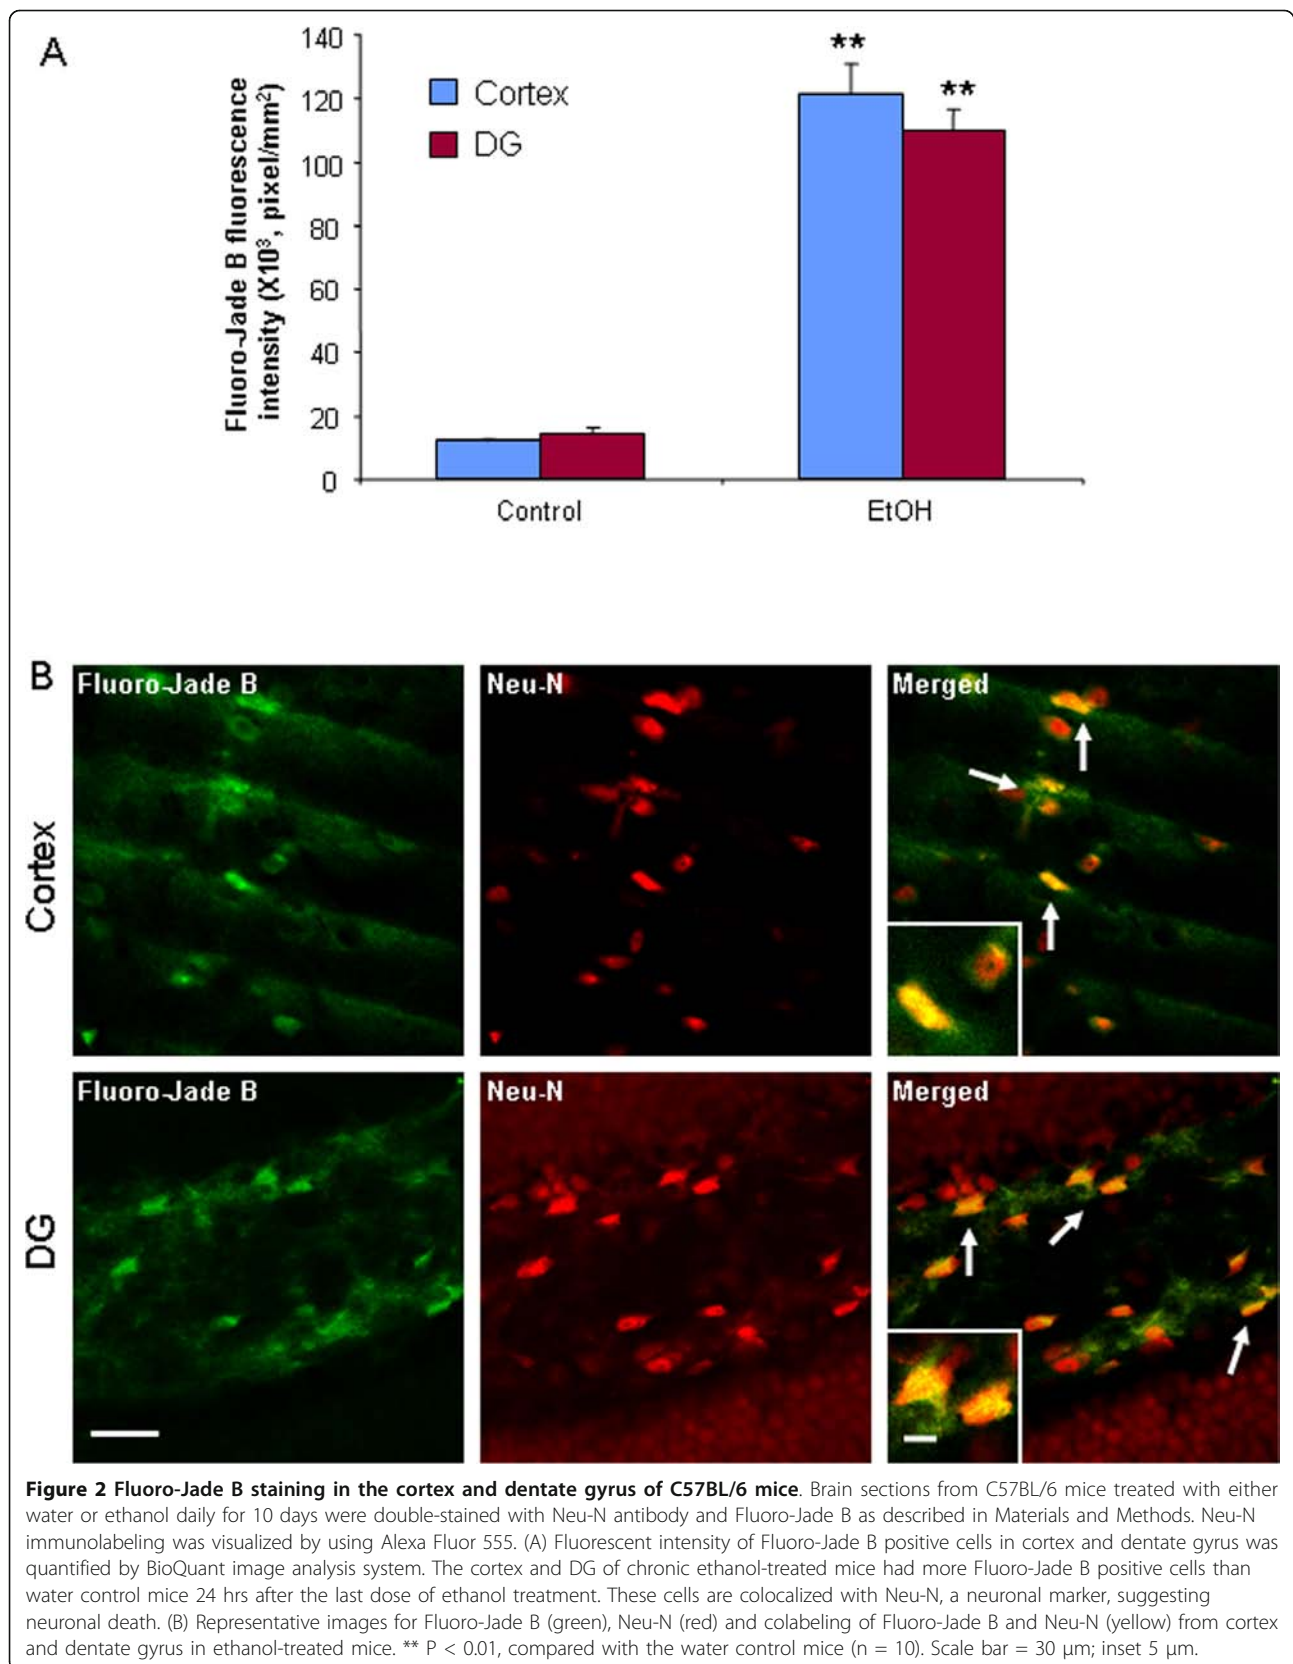 A
140
120
100
80
60
40
20
0
Fluoro-Jade B fluorescence
intensity (X10³, pixel/mm²)
Cortex
DG
**
**
Control
EtOH
B
Fluoro-Jade B
Neu-N
Merged
Cortex
Fluoro-Jade B
Neu-N
Merged
DG
Figure 2 Fluoro-Jade B staining in the cortex and dentate gyrus of C57BL/6 mice. Brain sections from C57BL/6 mice treated with either
water or ethanol daily for 10 days were double-stained with Neu-N antibody and Fluoro-Jade B as described in Materials and Methods. Neu-N
immunolabeling was visualized by using Alexa Fluor 555. (A) Fluorescent intensity of Fluoro-Jade B positive cells in cortex and dentate gyrus was
quantified by BioQuant image analysis system. The cortex and DG of chronic ethanol-treated mice had more Fluoro-Jade B positive cells than
water control mice 24 hrs after the last dose of ethanol treatment. These cells are colocalized with Neu-N, a neuronal marker, suggesting
neuronal death. (B) Representative images for Fluoro-Jade B (green), Neu-N (red) and colabeling of Fluoro-Jade B and Neu-N (yellow) from cortex
and dentate gyrus in ethanol-treated mice. ** P < 0.01, compared with the water control mice (n = 10). Scale bar = 30 μm; inset 5 μm.